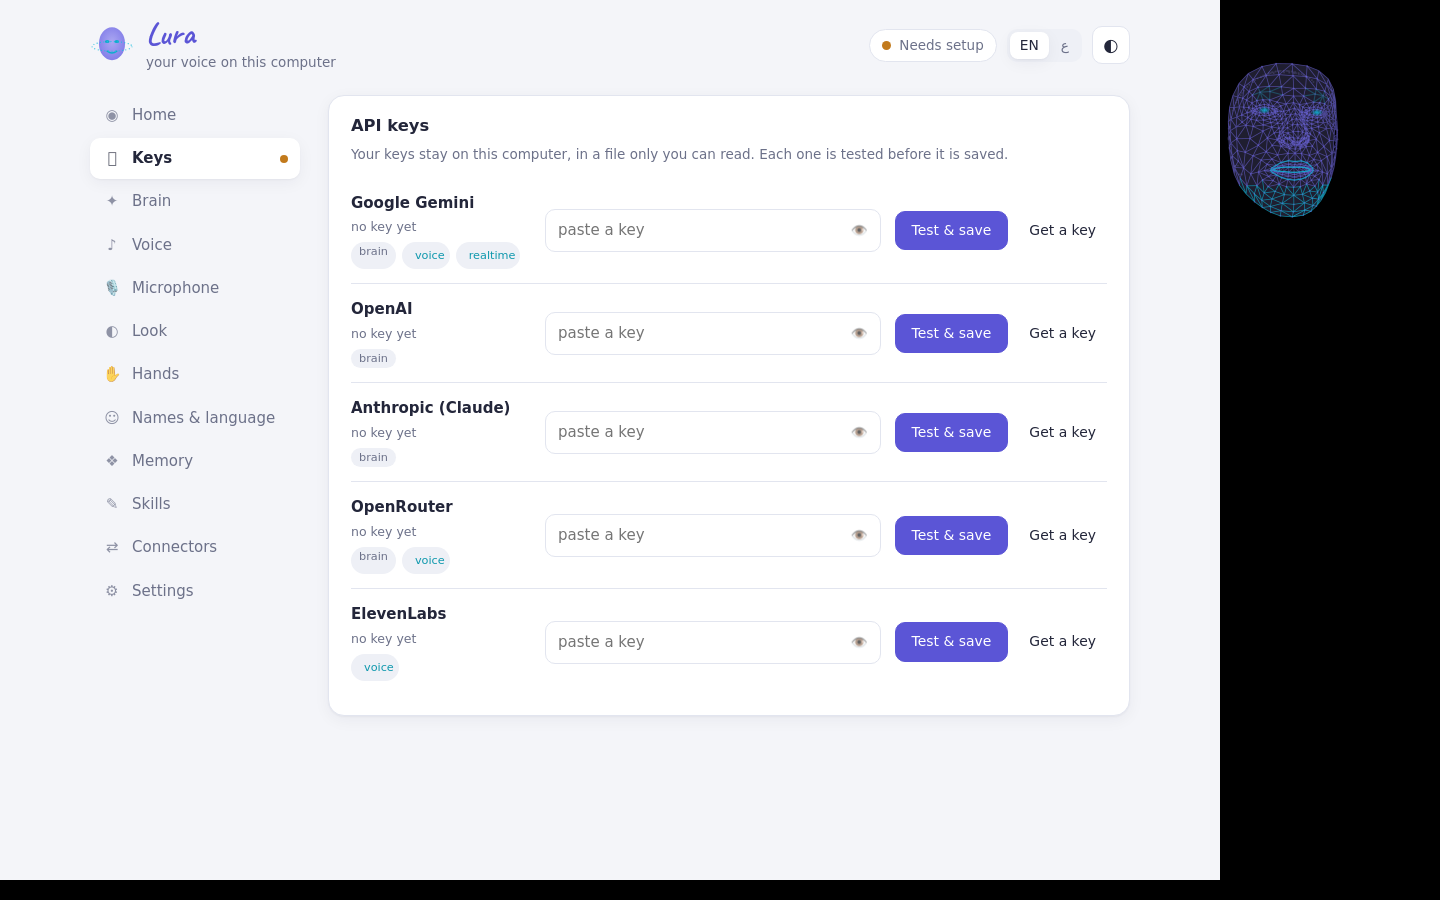 Lura
your voice on this computer
Needs setup
EN
ع
Home
Keys
Brain
Voice
Microphone
Look
Hands
Names & language
Memory
Skills
Connectors
Settings
API keys
Your keys stay on this computer, in a file only you can read. Each one is tested before it is saved.
Google Gemini
no key yet
brain voice realtime
paste a key
Test & save
Get a key
OpenAI
no key yet
brain
paste a key
Test & save
Get a key
Anthropic (Claude)
no key yet
brain
paste a key
Test & save
Get a key
OpenRouter
no key yet
brain voice
paste a key
Test & save
Get a key
ElevenLabs
no key yet
voice
paste a key
Test & save
Get a key